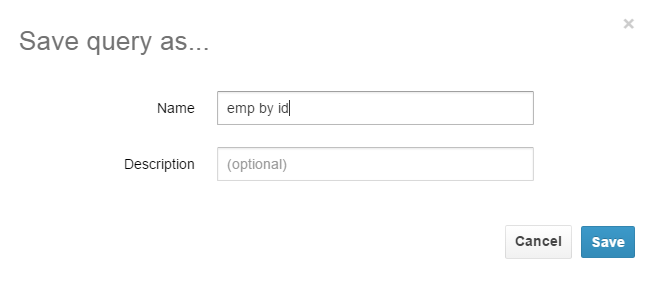 ×
Save query as...
Name emp by id
Description (optional)
Cancel Save